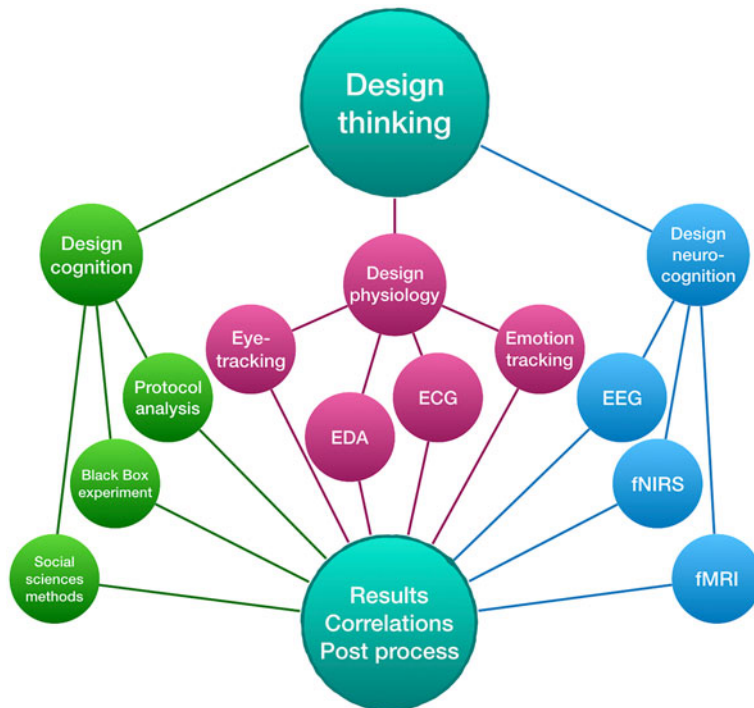 Design
thinking
Design
cognition
Design
physiology
Design
neuro-
cognition
Eye-
tracking
Emotion
tracking
Protocol
analysis
EDA
ECG
EEG
Black Box
experiment
fNIRS
Social
sciences
methods
fMRI
Results
Correlations
Post process